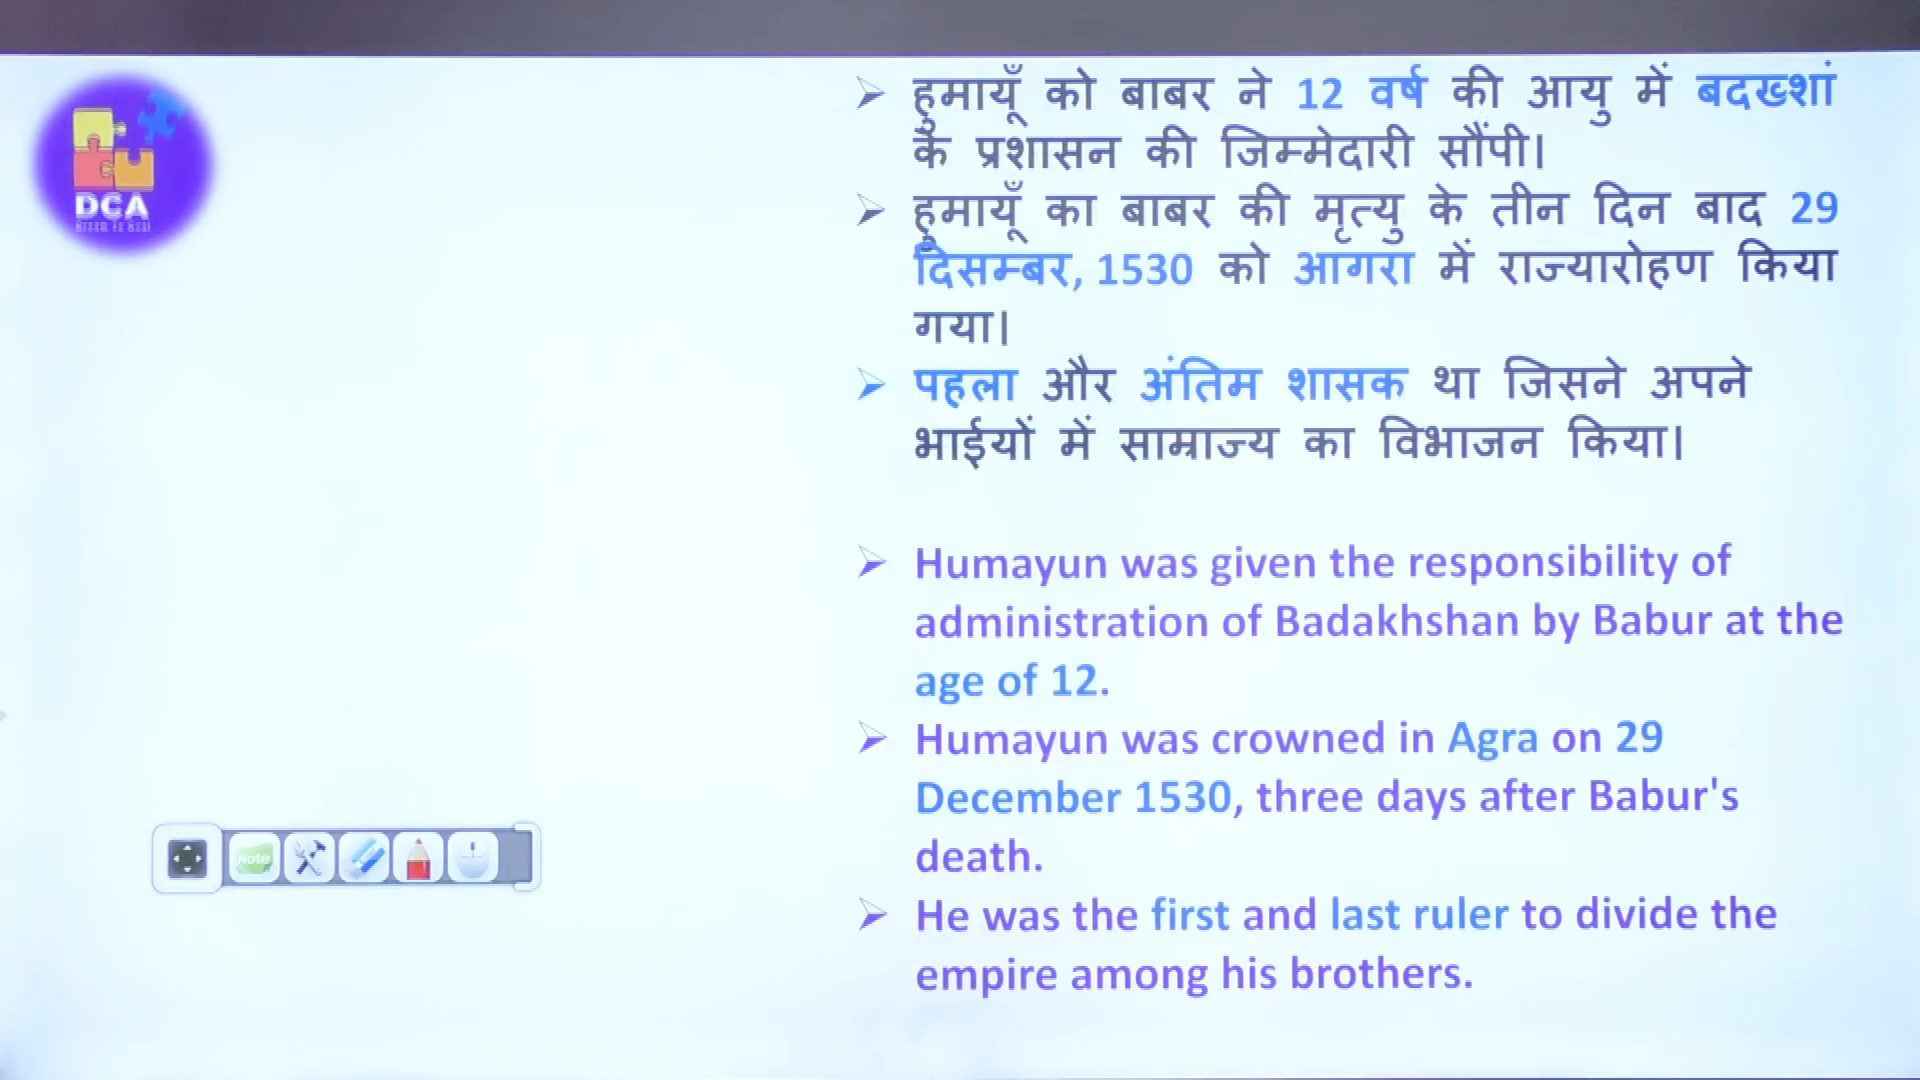 DCA
हुमायूँ को बाबर ने 12 वर्ष की आयु में बदख्शां
के प्रशासन की जिम्मेदारी सौंपी।
हुमायूँ का बाबर की मृत्यु के तीन दिन बाद 29
दिसम्बर, 1530 को आगरा में राज्यारोहण किया
गया।
पहला और अंतिम शासक था जिसने अपने
भाईयों में साम्राज्य का विभाजन किया।
Humayun was given the responsibility of
administration of Badakhshan by Babur at the
age of 12.
Humayun was crowned in Agra on 29
December 1530, three days after Babur's
death.
He was the first and last ruler to divide the
empire among his brothers.
Note